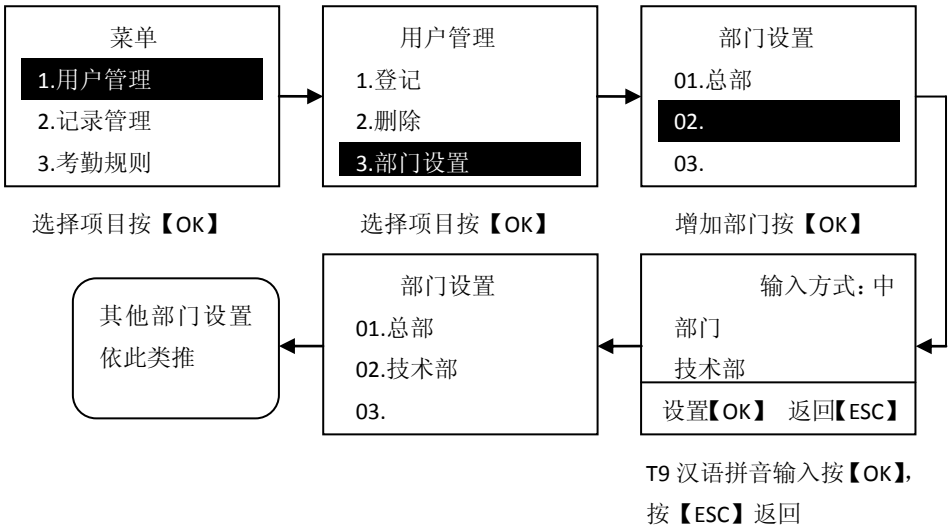 菜单
1.用户管理
2.记录管理
3.考勤规则
选择项目按【OK】
用户管理
1.登记
2.删除
3.部门设置
选择项目按【OK】
部门设置
01.总部
02.
03.
增加部门按【OK】
输入方式：中
部门
技术部
设置【OK】 返回【ESC】
T9 汉语拼音输入按【OK】，
按【ESC】返回
部门设置
01.总部
02.技术部
03.
其他部门设置
依此类推